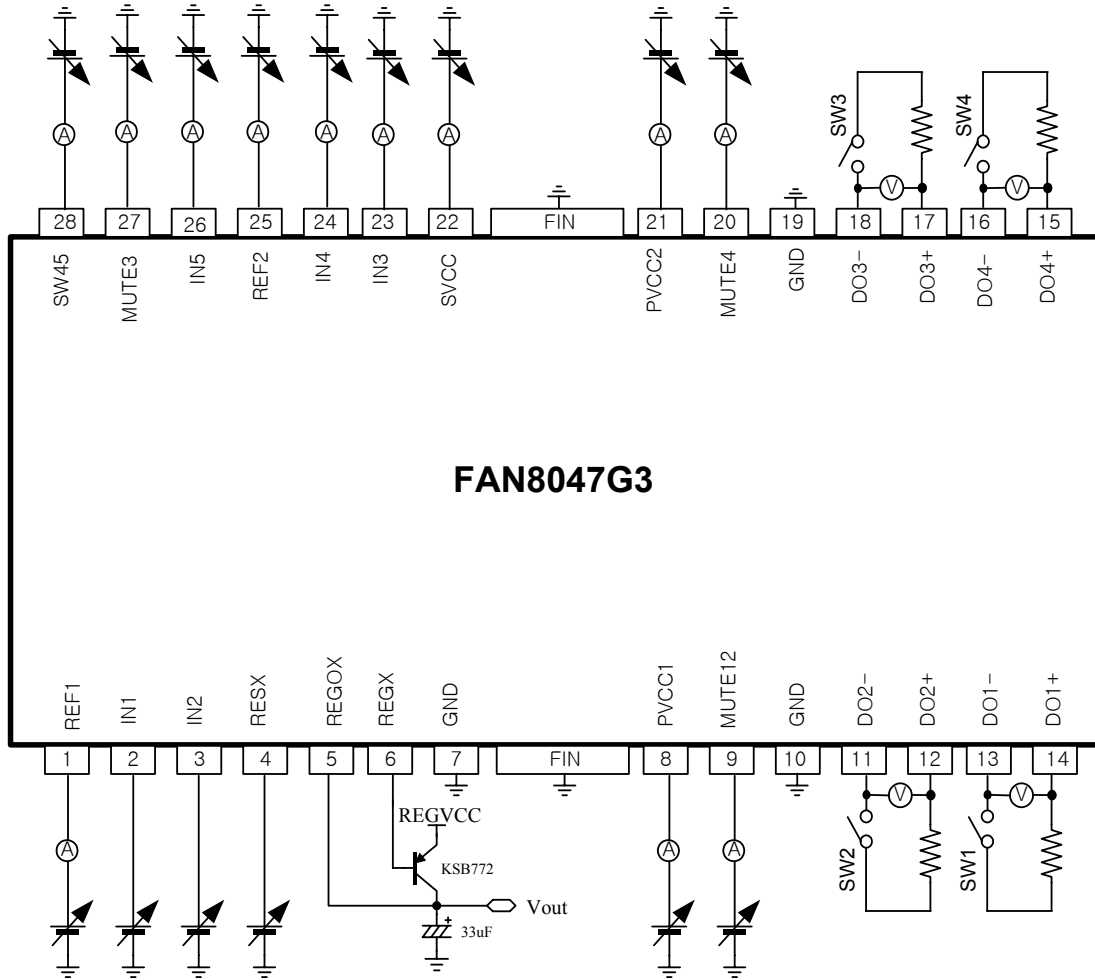 A A A A A A A A A
SW3
SW4
V V
28 27 26 25 24 23 22 FIN 21 20 19 18 17 16 15
SW45
MUTE3
IN5
REF2
IN4
IN3
SVCC
PVCC2
MUTE4
GND
DO3-
DO3+
DO4-
DO4+
FAN8047G3
REF1
IN1
IN2
RESX
REGOX
REGX
GND
PVCC1
MUTE12
GND
DO2-
DO2+
DO1-
DO1+
1 2 3 4 5 6 7 FIN 8 9 10 11 12 13 14
V V
REGVCC
A A A
KSB772
SW2
SW1
Vout
+
33uF